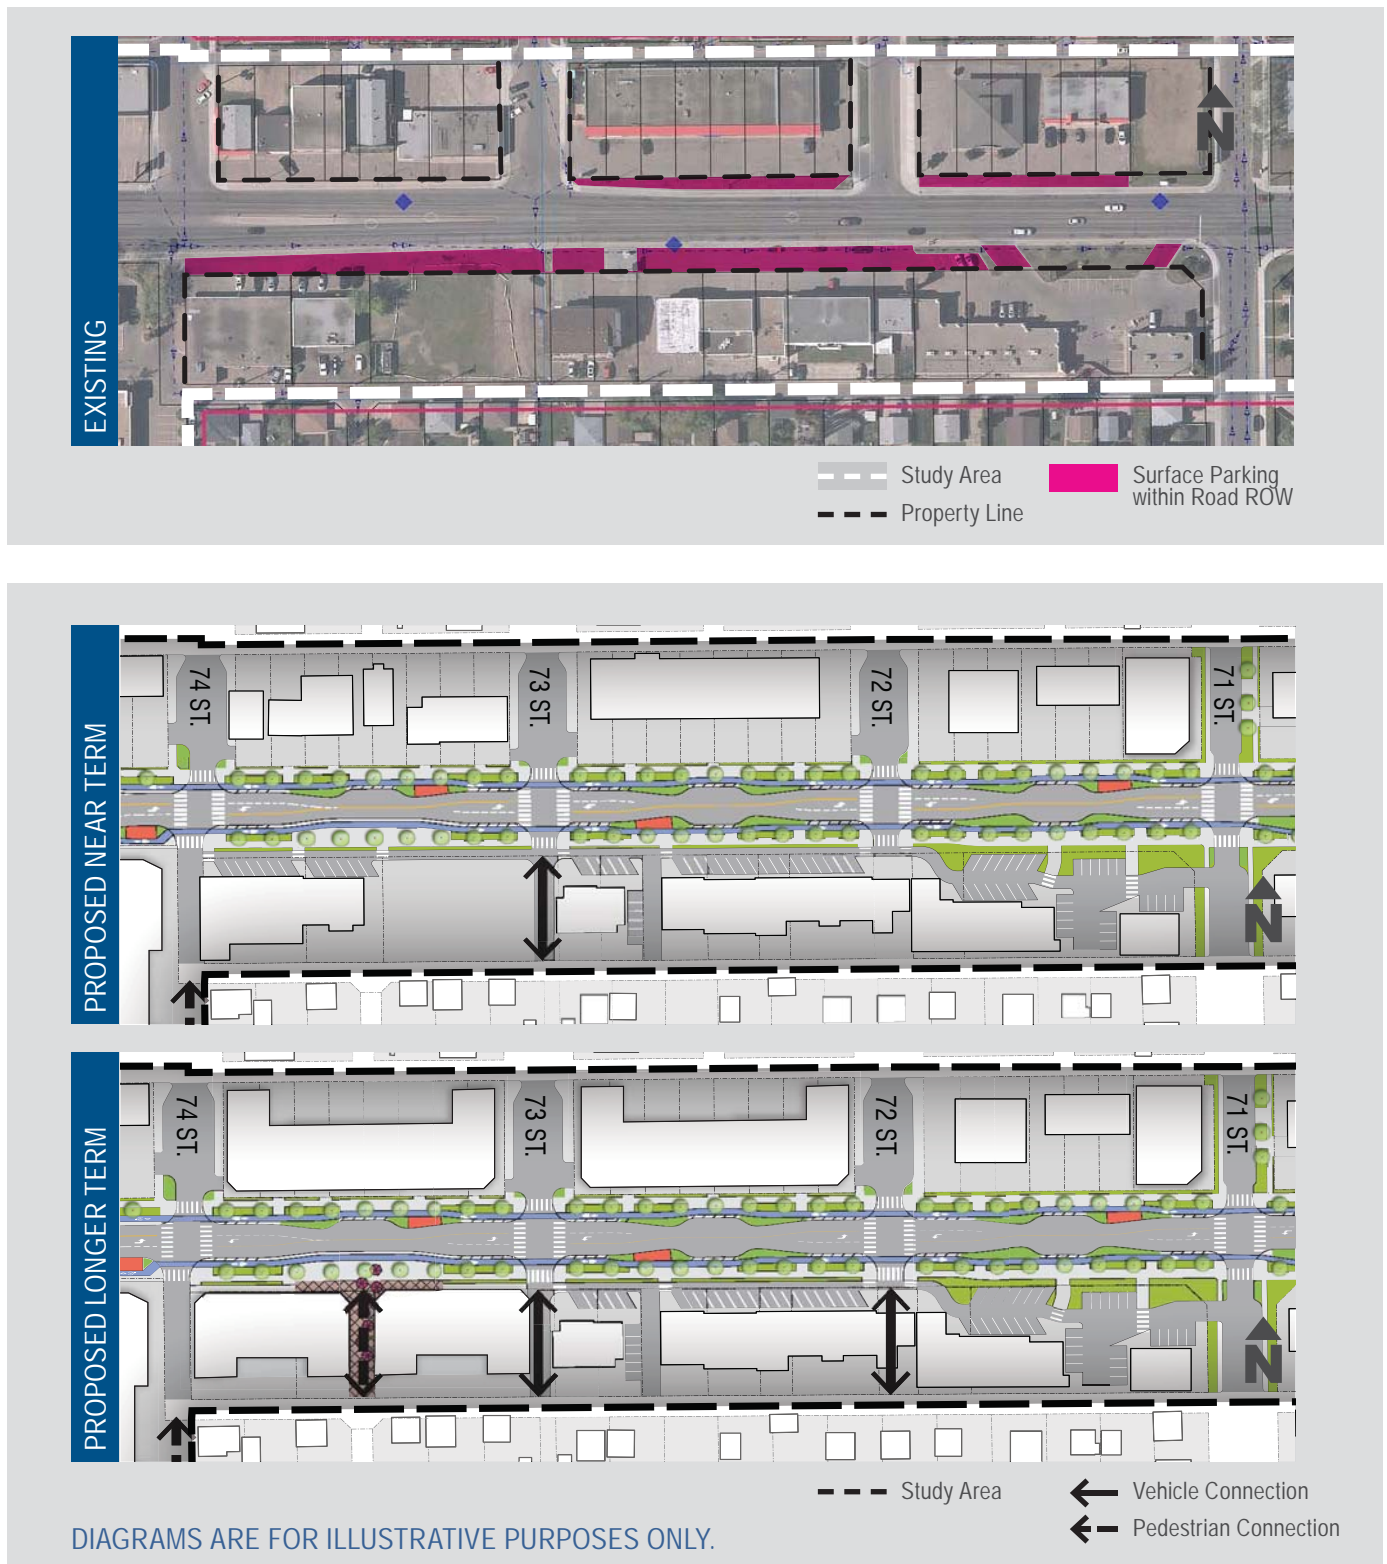 EXISTING
N
Study Area
Property Line
Surface Parking
within Road ROW
PROPOSED NEAR TERM
74 ST.
73 ST.
72 ST.
71 ST.
N
PROPOSED LONGER TERM
74 ST.
73 ST.
72 ST.
71 ST.
N
Study Area
Vehicle Connection
Pedestrian Connection
DIAGRAMS ARE FOR ILLUSTRATIVE PURPOSES ONLY.